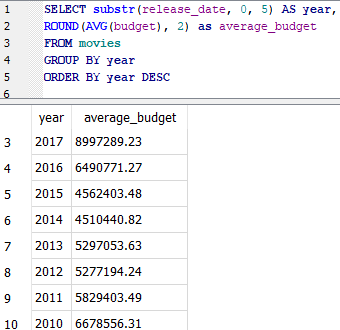 1 SELECT substr(release_date, 0, 5) AS year,
2 ROUND(AVG(budget), 2) as average_budget
3 FROM movies
4 GROUP BY year
5 ORDER BY year DESC
6
year average_budget
3 2017 8997289.23
4 2016 6490771.27
5 2015 4562403.48
6 2014 4510440.82
7 2013 5297053.63
8 2012 5277194.24
9 2011 5829403.49
10 2010 6678556.31